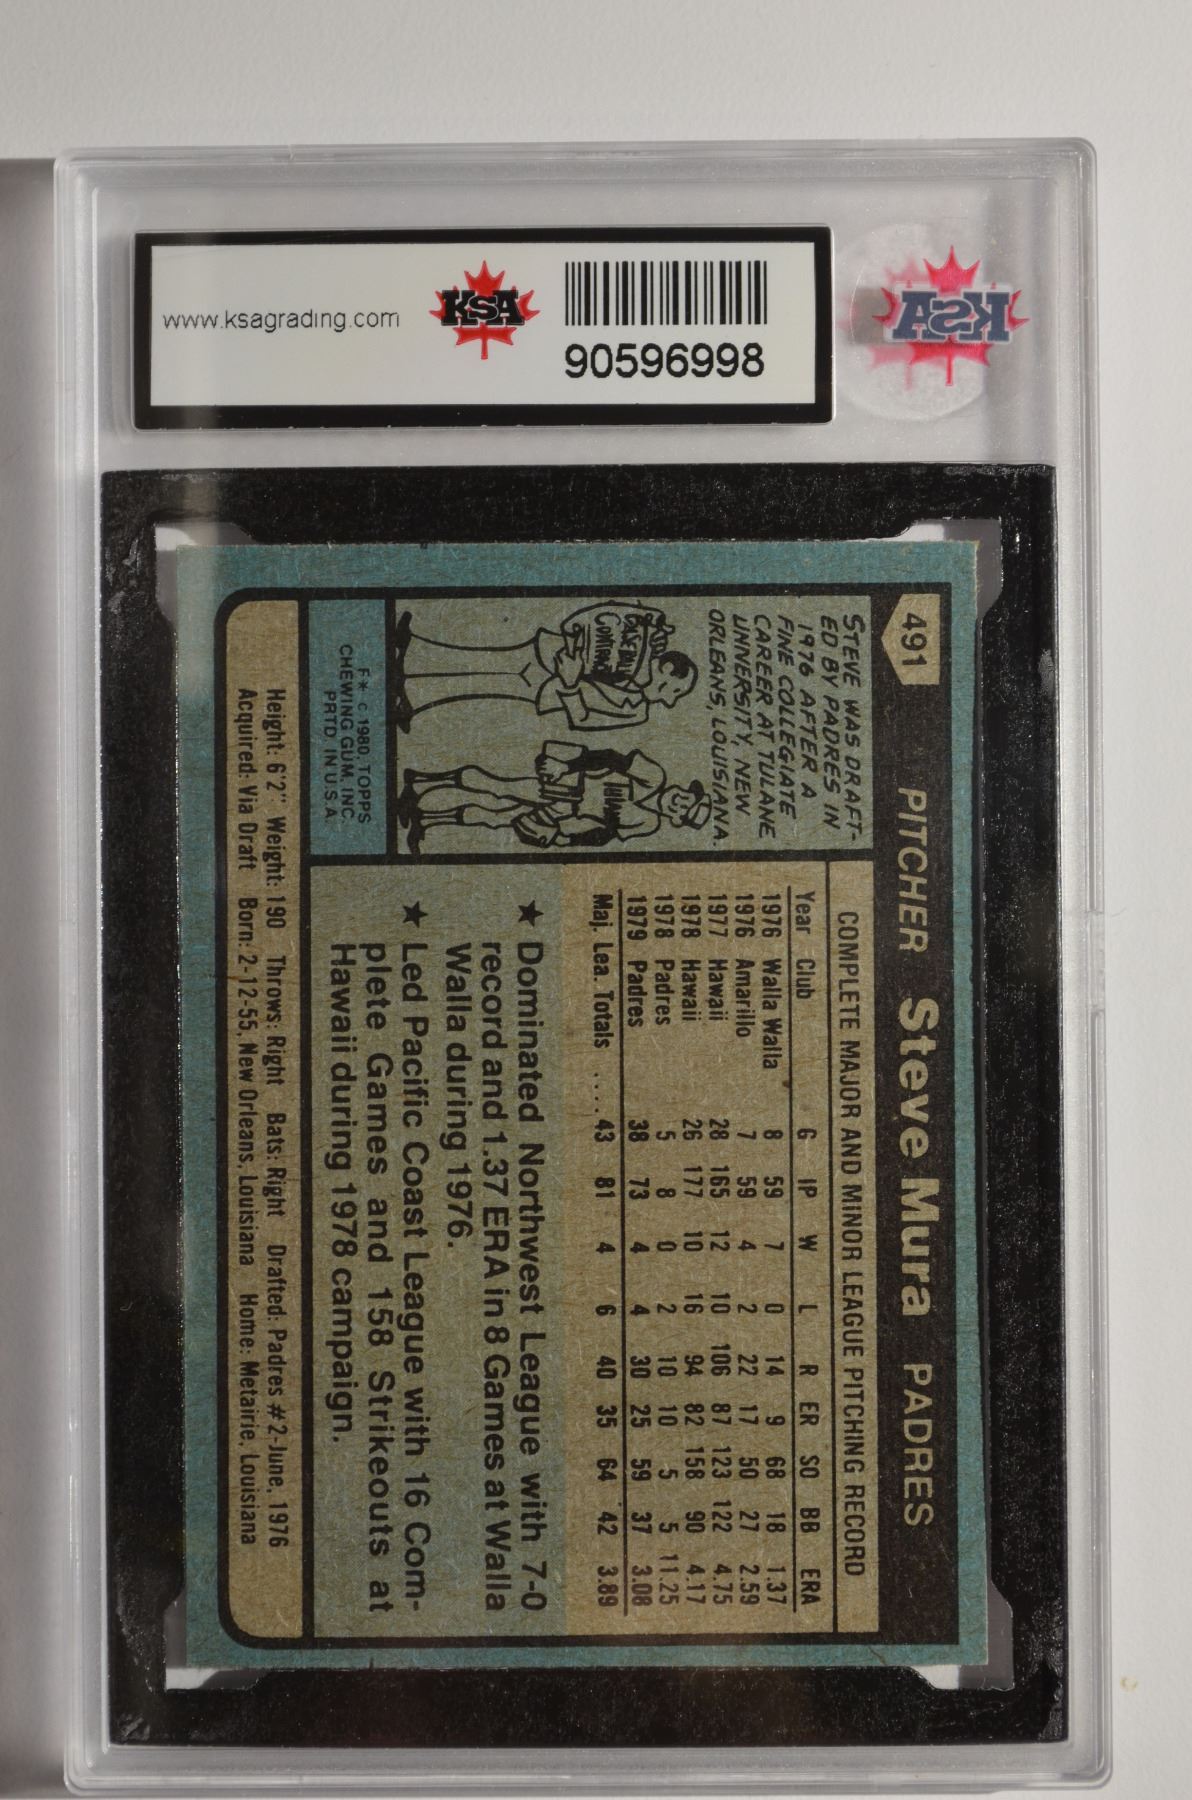 www.ksagrading.com
KSA
90596998
KSA
491
PITCHER Steve Mura PADRES
STEVE WAS DRAFT-
ED BY PADRES IN
1976 AFTER A
FINE COLLEGIATE
CAREER AT TULANE
UNIVERSITY, NEW
ORLEANS, LOUISIANA.
BASEBALL
CONTRACT
F* © 1980, TOPPS
CHEWING GUM, INC.
PRTD. IN U.S.A.
COMPLETE MAJOR AND MINOR LEAGUE PITCHING RECORD
Year Club G IP W L R ER SO BB ERA
1976 Walla Walla 8 59 7 0 14 9 68 18 1.37
1976 Amarillo 7 59 4 2 22 17 50 27 2.59
1977 Hawaii 28 165 12 10 106 87 123 122 4.75
1978 Hawaii 26 177 10 16 94 82 158 90 4.17
1978 Padres 5 8 0 2 10 10 5 5 11.25
1979 Padres 38 73 4 4 30 25 59 37 3.08
Maj. Lea. Totals .... 43 81 4 6 40 35 64 42 3.89
★ Dominated Northwest League with 7-0
record and 1.37 ERA in 8 Games at Walla
Walla during 1976.
★ Led Pacific Coast League with 16 Com-
plete Games and 158 Strikeouts at
Hawaii during 1978 campaign.
Height: 6'2" Weight: 190 Throws: Right Bats: Right Drafted: Padres #2-June, 1976
Acquired: Via Draft Born: 2-12-55, New Orleans, Louisiana Home: Metairie, Louisiana